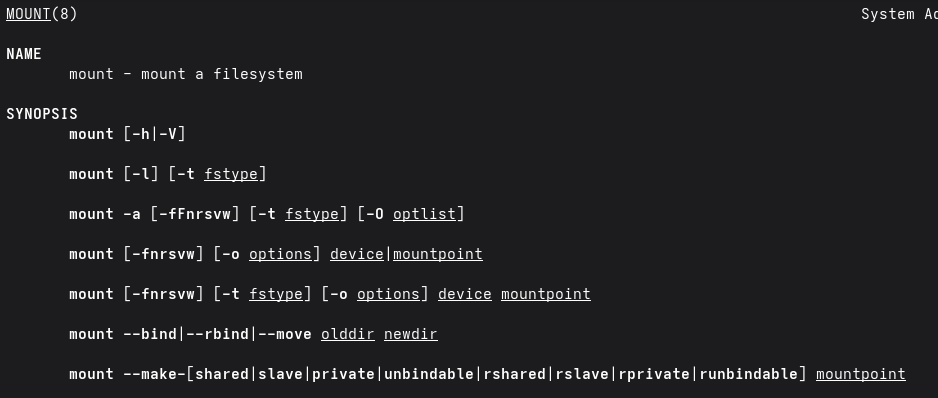 MOUNT(8) System Ad
NAME
mount - mount a filesystem
SYNOPSIS
mount [-h|-V]
mount [-l] [-t fstype]
mount -a [-fFnrsvw] [-t fstype] [-O optlist]
mount [-fnrsvw] [-o options] device|mountpoint
mount [-fnrsvw] [-t fstype] [-o options] device mountpoint
mount --bind|--rbind|--move olddir newdir
mount --make-[shared|slave|private|unbindable|rshared|rslave|rprivate|runbindable] mountpoint